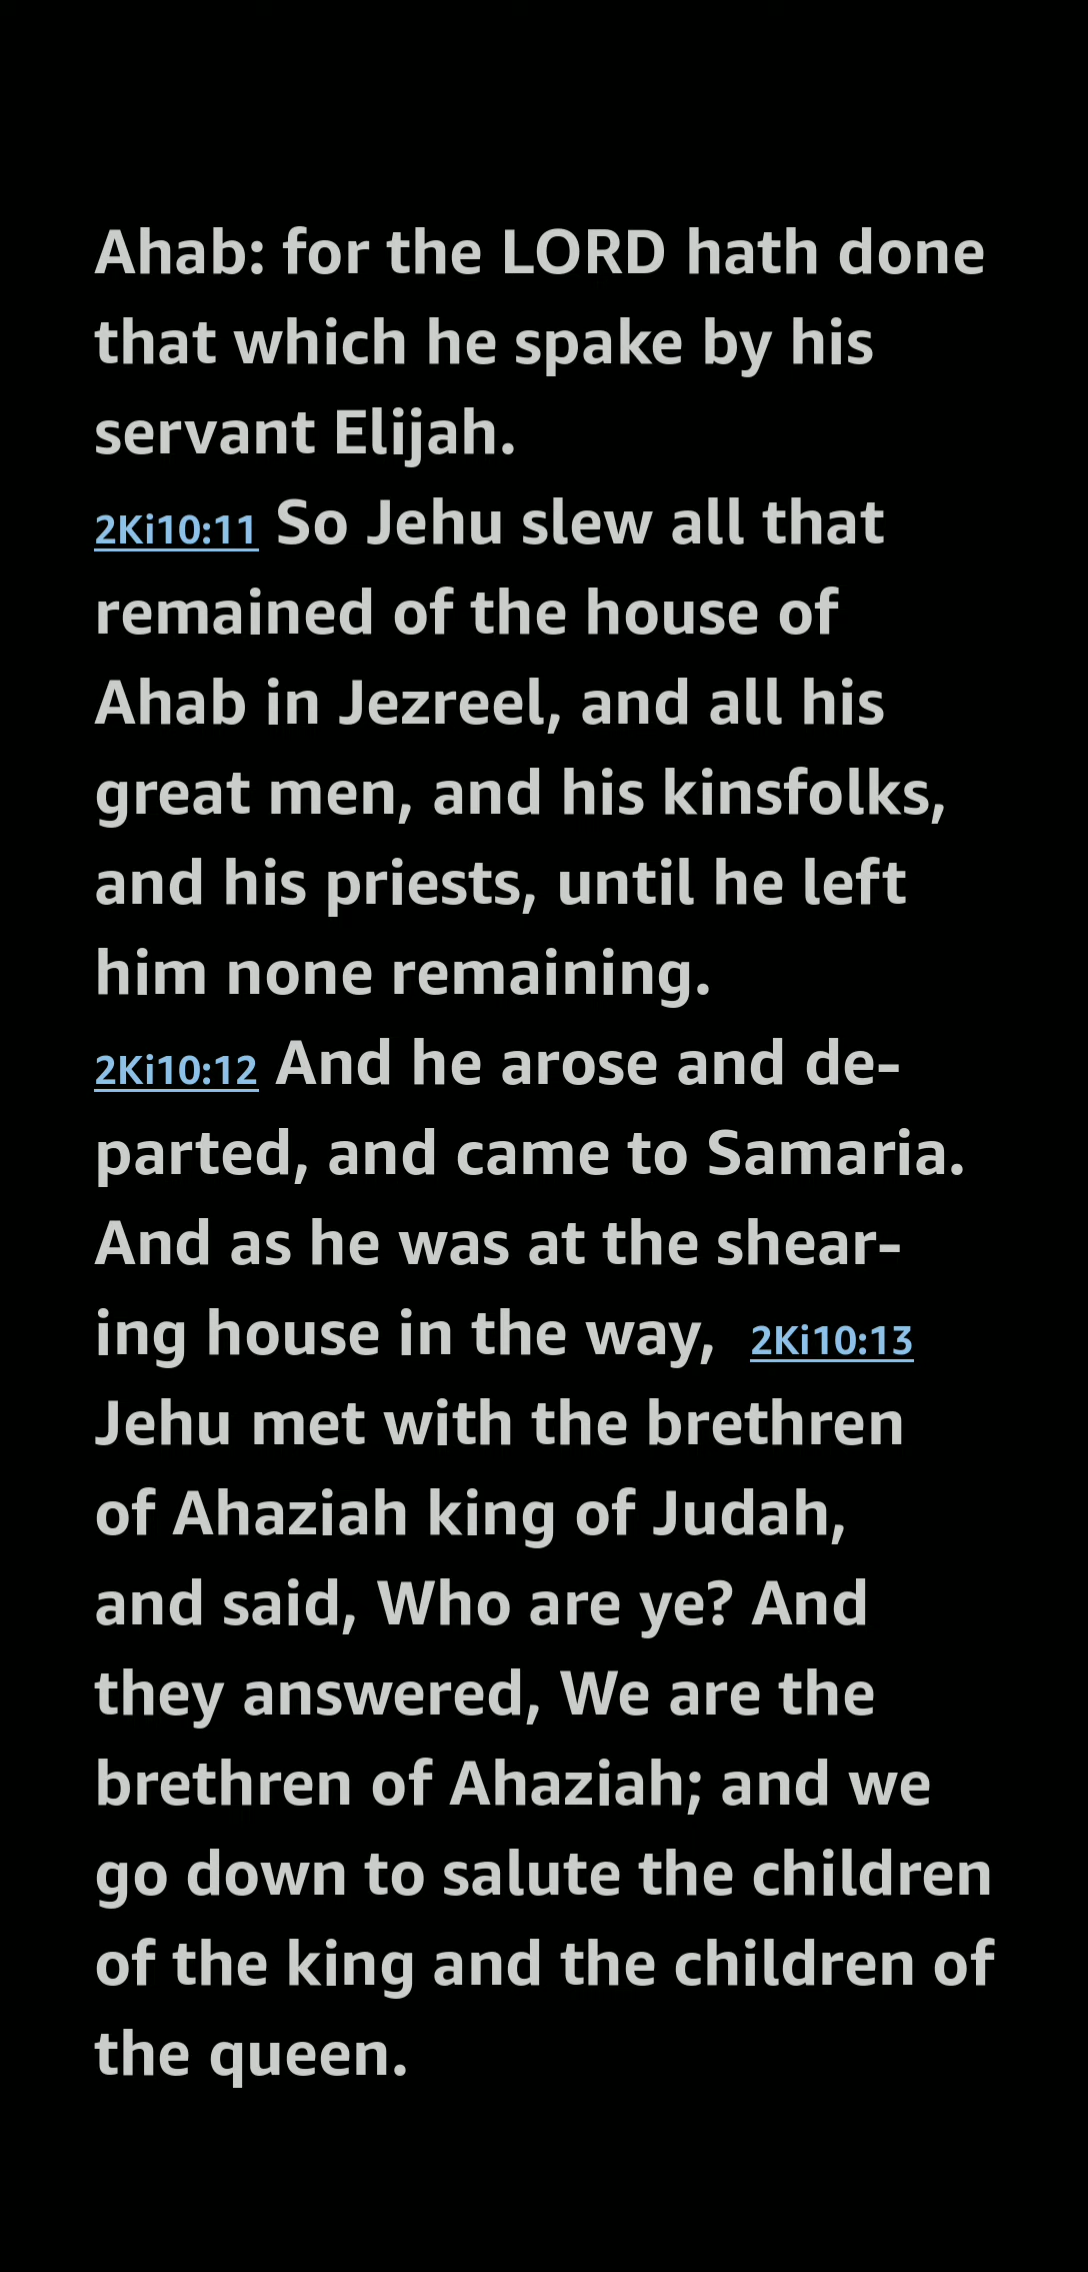 Ahab: for the LORD hath done
that which he spake by his
servant Elijah.
2Ki10:11 So Jehu slew all that
remained of the house of
Ahab in Jezreel, and all his
great men, and his kinsfolks,
and his priests, until he left
him none remaining.
2Ki10:12 And he arose and de-
parted, and came to Samaria.
And as he was at the shear-
ing house in the way, 2Ki10:13
Jehu met with the brethren
of Ahaziah king of Judah,
and said, Who are ye? And
they answered, We are the
brethren of Ahaziah; and we
go down to salute the children
of the king and the children of
the queen.